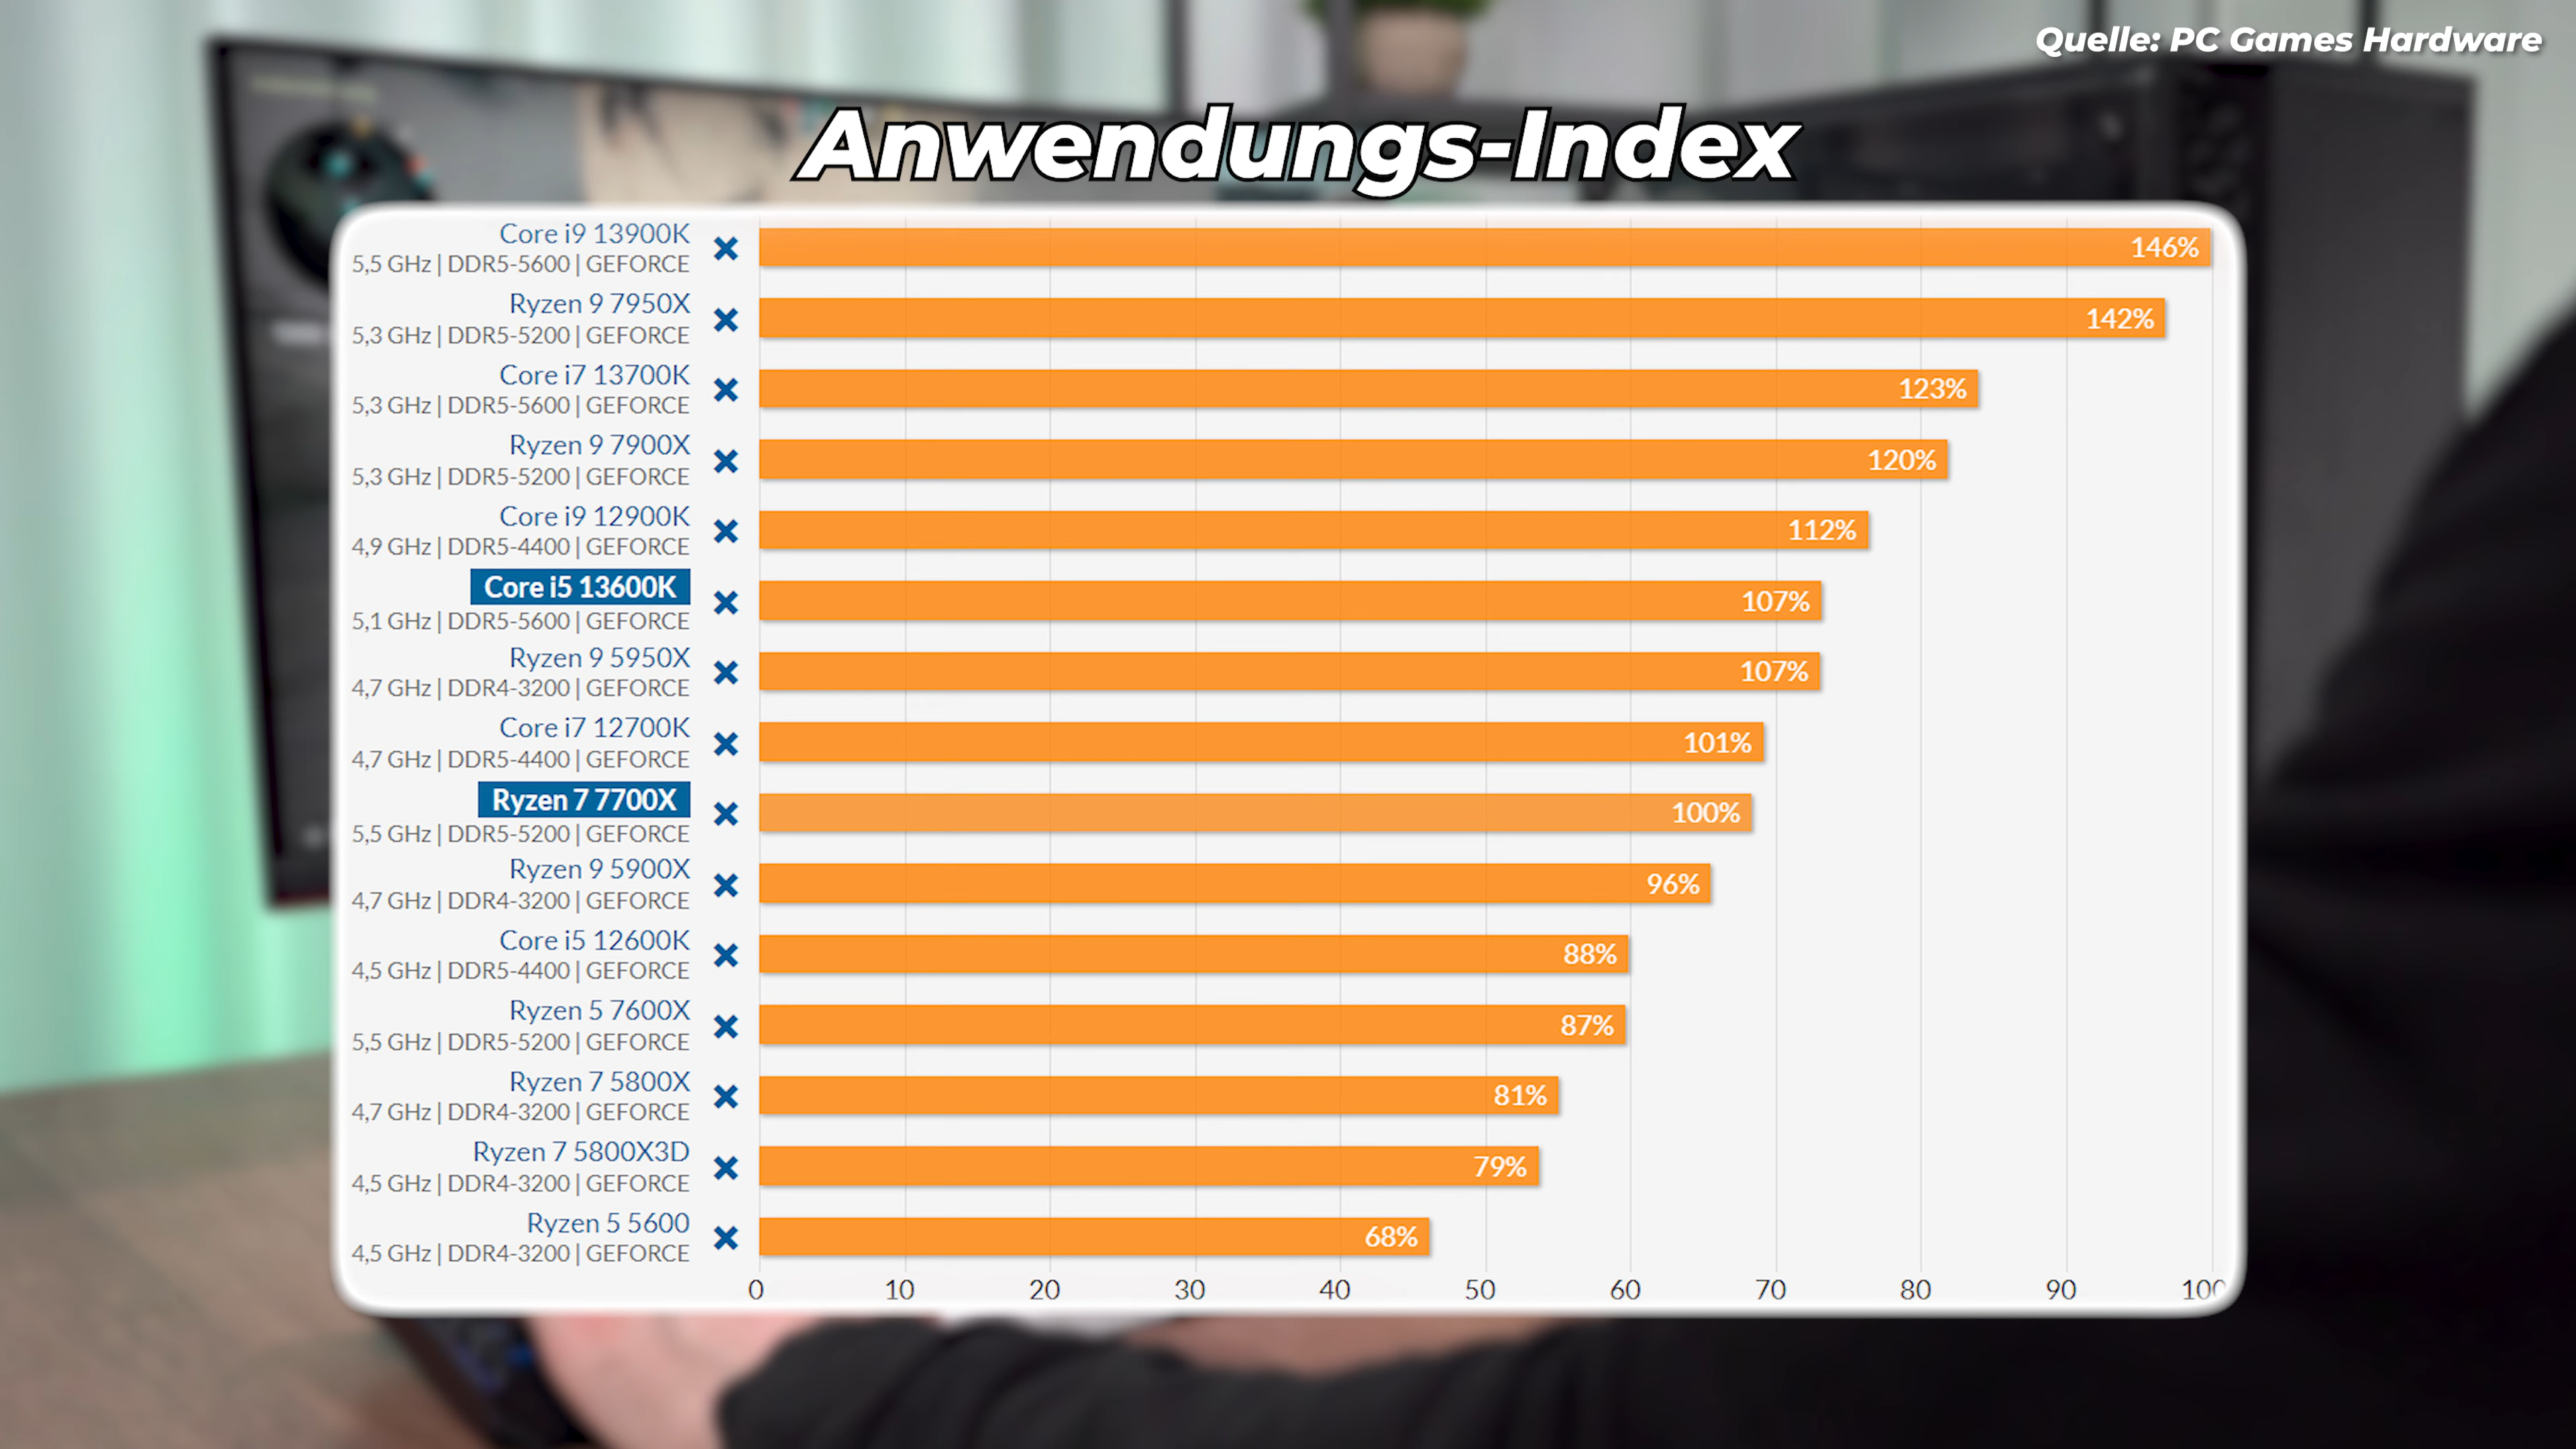 Quelle: PC Games Hardware
Anwendungs-Index
Core i9 13900K
5,5 GHz | DDR5-5600 | GEFORCE
146%
Ryzen 9 7950X
5,3 GHz | DDR5-5200 | GEFORCE
142%
Core i7 13700K
5,3 GHz | DDR5-5600 | GEFORCE
123%
Ryzen 9 7900X
5,3 GHz | DDR5-5200 | GEFORCE
120%
Core i9 12900K
4,9 GHz | DDR5-4400 | GEFORCE
112%
Core i5 13600K
5,1 GHz | DDR5-5600 | GEFORCE
107%
Ryzen 9 5950X
4,7 GHz | DDR4-3200 | GEFORCE
107%
Core i7 12700K
4,7 GHz | DDR5-4400 | GEFORCE
101%
Ryzen 7 7700X
5,5 GHz | DDR5-5200 | GEFORCE
100%
Ryzen 9 5900X
4,7 GHz | DDR4-3200 | GEFORCE
96%
Core i5 12600K
4,5 GHz | DDR5-4400 | GEFORCE
88%
Ryzen 5 7600X
5,5 GHz | DDR5-5200 | GEFORCE
87%
Ryzen 7 5800X
4,7 GHz | DDR4-3200 | GEFORCE
81%
Ryzen 7 5800X3D
4,5 GHz | DDR4-3200 | GEFORCE
79%
Ryzen 5 5600
4,5 GHz | DDR4-3200 | GEFORCE
68%
0 10 20 30 40 50 60 70 80 90 100